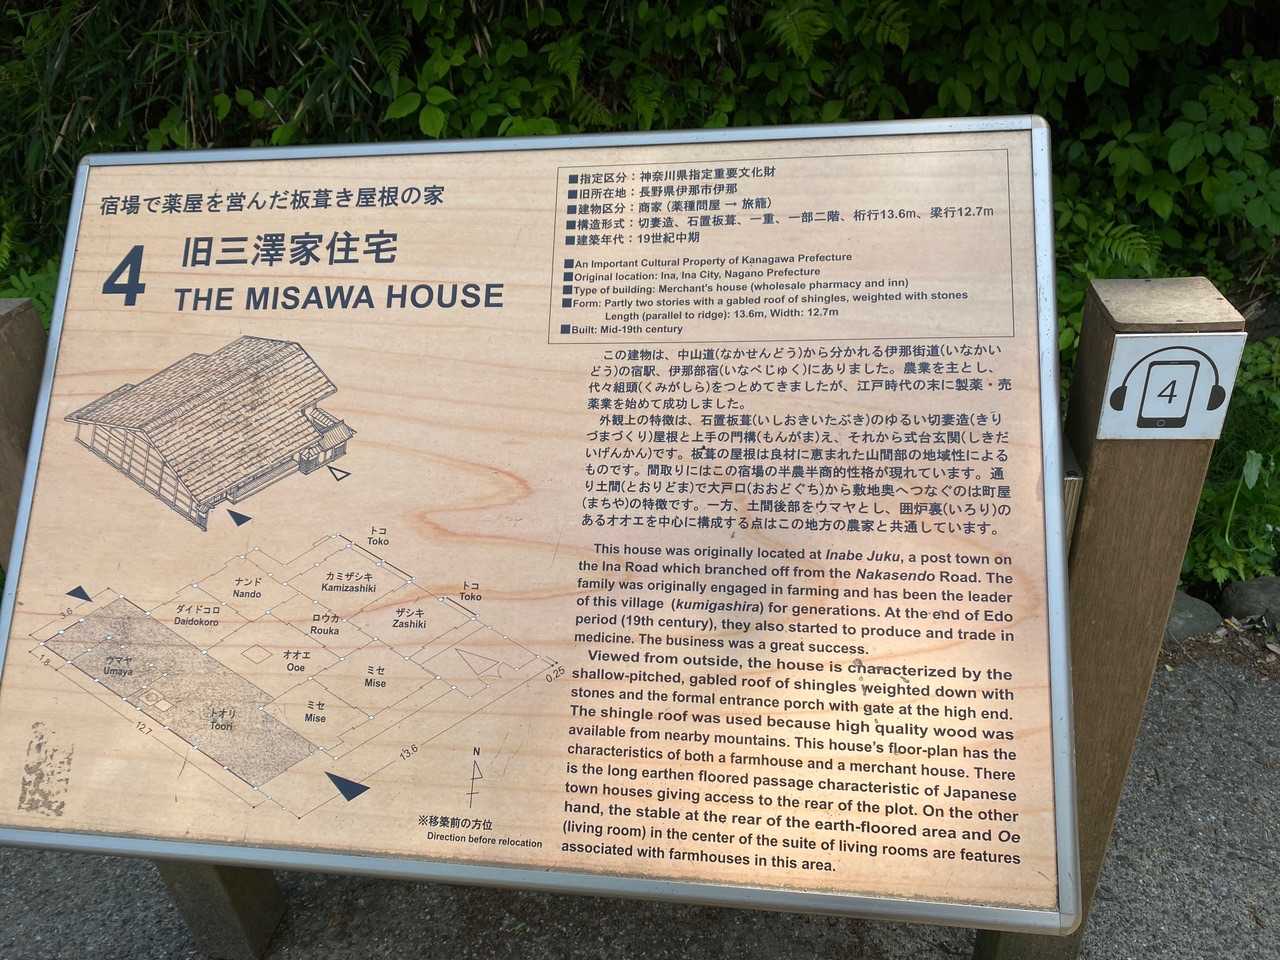 宿場で薬屋を営んだ板葺き屋根の家
4
旧三澤家住宅
THE MISAWA HOUSE
■指定区分：神奈川県指定重要文化財
■旧所在地：長野県伊那市伊那
■建物区分：商家（薬種問屋 → 旅籠）
■構造形式：切妻造、石置板葺、一重、一部二階、桁行13.6m、梁行12.7m
■建築年代：19世紀中期
■An Important Cultural Property of Kanagawa Prefecture
■Original location: Ina, Ina City, Nagano Prefecture
■Type of building: Merchant's house (wholesale pharmacy and inn)
■Form: Partly two stories with a gabled roof of shingles, weighted with stones
Length (parallel to ridge): 13.6m, Width: 12.7m
■Built: Mid-19th century
この建物は、中山道(なかせんどう)から分かれる伊那街道(いなかい
どう)の宿駅、伊那部宿(いなべじゅく)にありました。農業を主とし、
代々組頭(くみがしら)をつとめてきましたが、江戸時代の末に製薬・売
薬業を始めて成功しました。
外観上の特徴は、石置板葺(いしおきいたぶき)のゆるい切妻造(きり
づまづくり)屋根と上手の門構(もんがま)え、それから式台玄関(しきだ
いげんかん)です。板葺の屋根は良材に恵まれた山間部の地域性による
ものです。間取りにはこの宿場の半農半商的性格が現れています。通
り土間(とおりどま)で大戸口(おおどぐち)から敷地奥へつなぐのは町屋
(まちや)の特徴です。一方、土間後部をウマヤとし、囲炉裏(いろり)の
あるオオエを中心に構成する点はこの地方の農家と共通しています。
This house was originally located at Inabe Juku, a post town on
the Ina Road which branched off from the Nakasendo Road. The
family was originally engaged in farming and has been the leader
of this village (kumigashira) for generations. At the end of Edo
period (19th century), they also started to produce and trade in
medicine. The business was a great success.
Viewed from outside, the house is characterized by the
shallow-pitched, gabled roof of shingles weighted down with
stones and the formal entrance porch with gate at the high end.
The shingle roof was used because high quality wood was
available from nearby mountains. This house's floor-plan has the
characteristics of both a farmhouse and a merchant house. There
is the long earthen floored passage characteristic of Japanese
town houses giving access to the rear of the plot. On the other
hand, the stable at the rear of the earth-floored area and Oe
(living room) in the center of the suite of living rooms are features
associated with farmhouses in this area.
トコ
Toko
カミザシキ
Kamizashiki
ナンド
Nando
トコ
Toko
ダイドコロ
Daidokoro
ロウカ
Rouka
ザシキ
Zashiki
3.6
1.8
ウマヤ
Umaya
オオエ
Ooe
ミセ
Mise
0.25
トオリ
Toori
ミセ
Mise
12.7
13.6
N
※移築前の方位
Direction before relocation
4